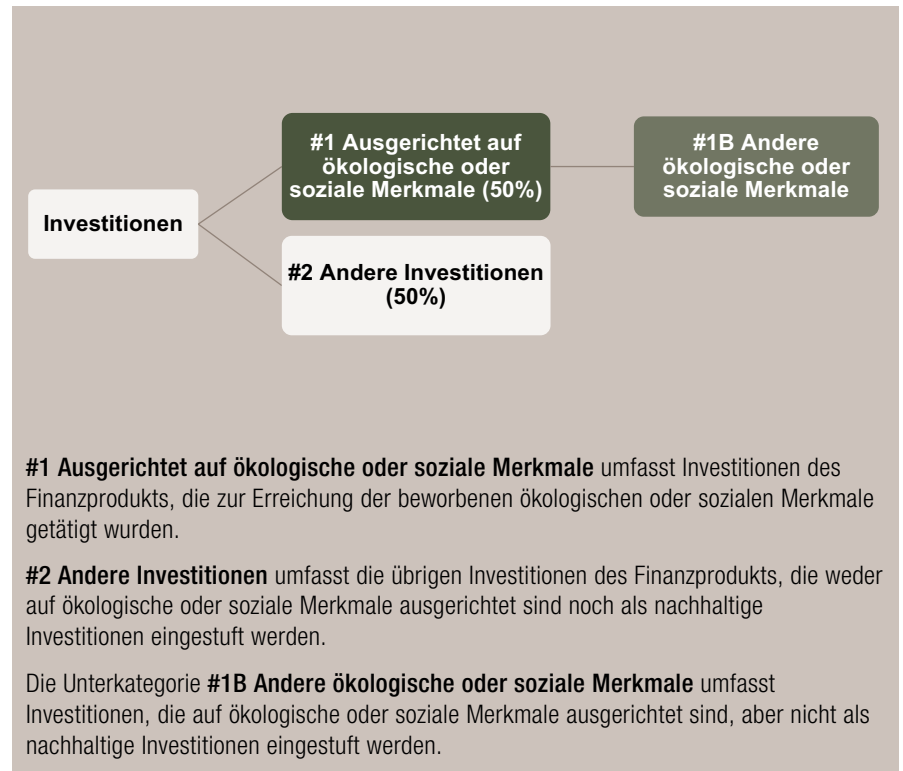 #1 Ausgerichtet auf
ökologische oder
soziale Merkmale (50%)
#1B Andere
ökologische oder
soziale Merkmale
Investitionen
#2 Andere Investitionen
(50%)
#1 Ausgerichtet auf ökologische oder soziale Merkmale umfasst Investitionen des
Finanzprodukts, die zur Erreichung der beworbenen ökologischen oder sozialen Merkmale
getätigt wurden.
#2 Andere Investitionen umfasst die übrigen Investitionen des Finanzprodukts, die weder
auf ökologische oder soziale Merkmale ausgerichtet sind noch als nachhaltige
Investitionen eingestuft werden.
Die Unterkategorie #1B Andere ökologische oder soziale Merkmale umfasst
Investitionen, die auf ökologische oder soziale Merkmale ausgerichtet sind, aber nicht als
nachhaltige Investitionen eingestuft werden.